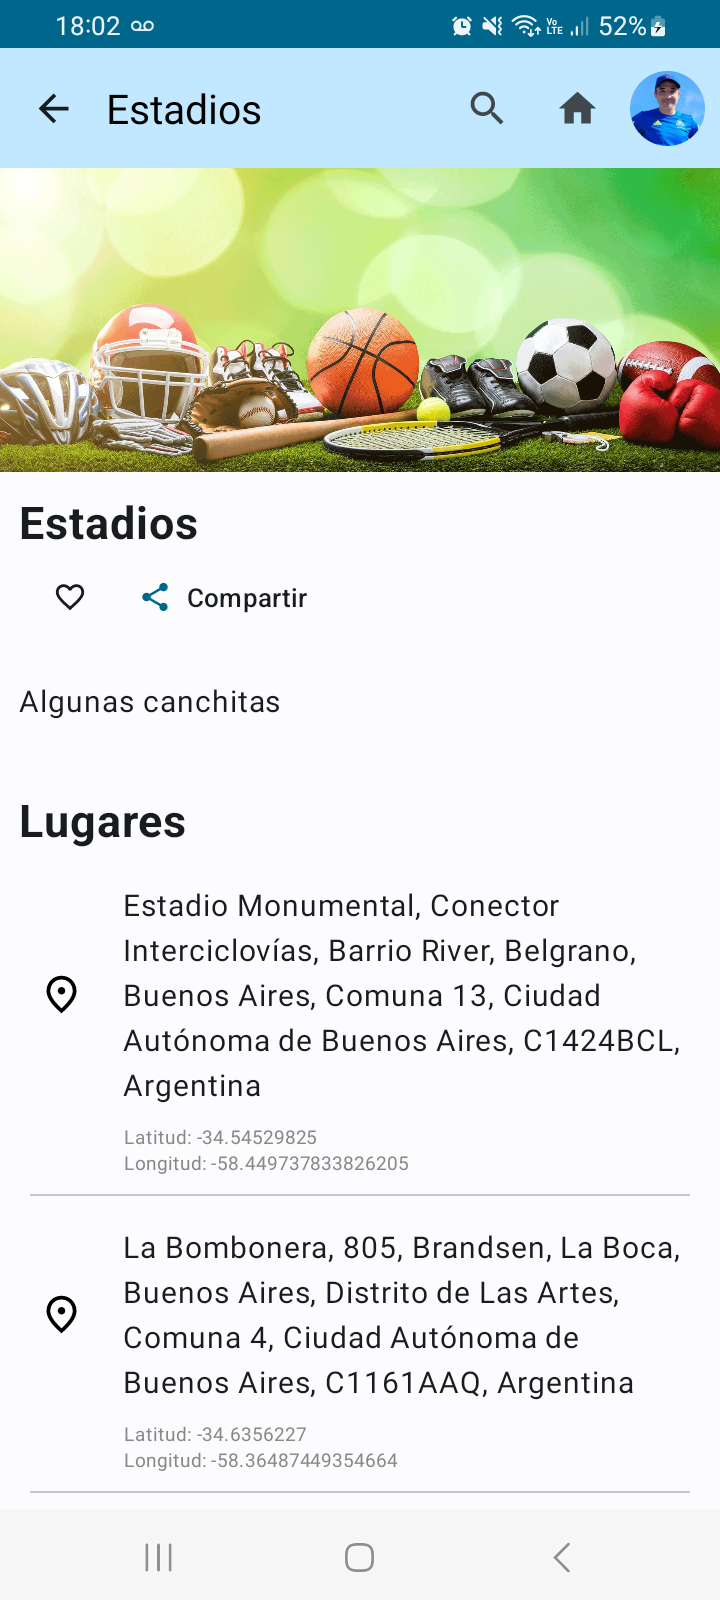 18:02
Vo
LTE
52%
Estadios
Estadios
Compartir
Algunas canchitas
Lugares
Estadio Monumental, Conector
Interciclovías, Barrio River, Belgrano,
Buenos Aires, Comuna 13, Ciudad
Autónoma de Buenos Aires, C1424BCL,
Argentina
Latitud: -34.54529825
Longitud: -58.449737833826205
La Bombonera, 805, Brandsen, La Boca,
Buenos Aires, Distrito de Las Artes,
Comuna 4, Ciudad Autónoma de
Buenos Aires, C1161AAQ, Argentina
Latitud: -34.6356227
Longitud: -58.36487449354664